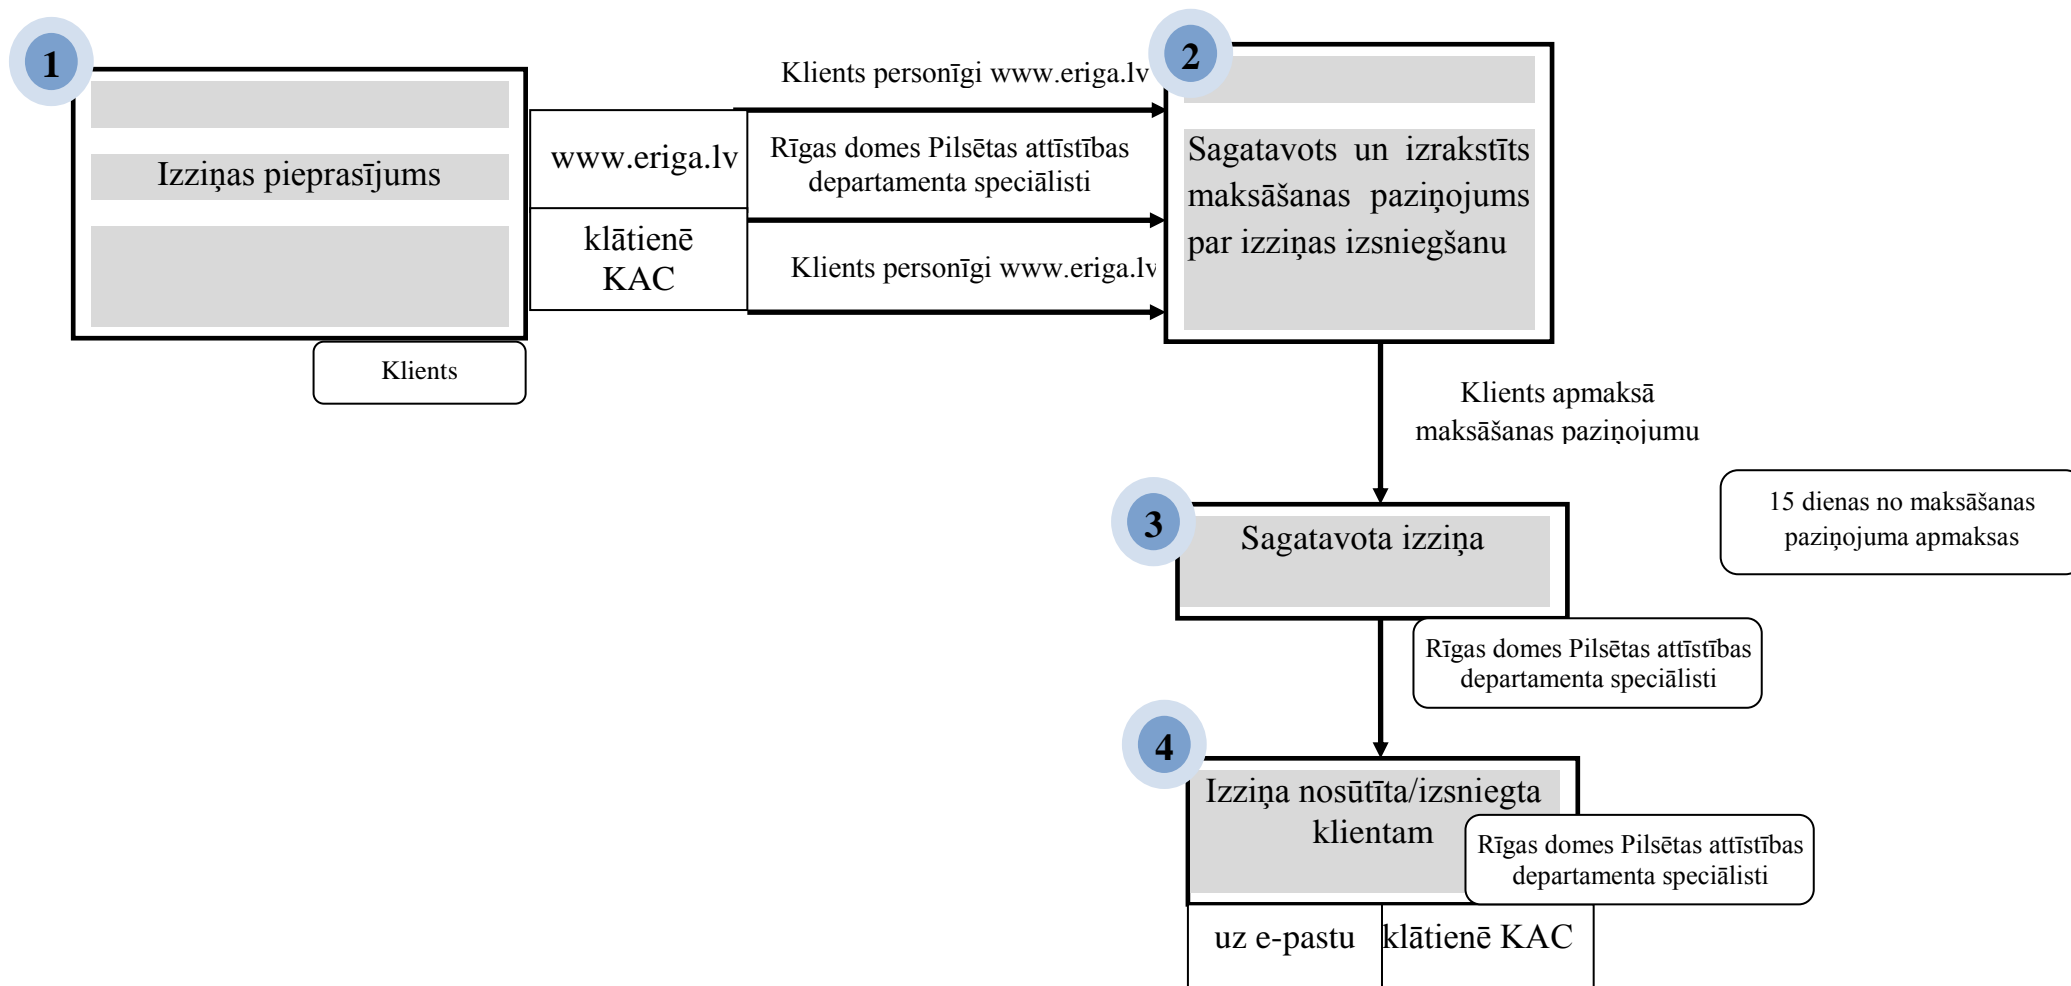 1
Izziņas pieprasījums
Klients
www.eriga.lv
klātienē
KAC
Klients personīgi www.eriga.lv
Rīgas domes Pilsētas attīstības
departamenta speciālisti
Klients personīgi www.eriga.lv
2
Sagatavots un izrakstīts
maksāšanas paziņojums
par izziņas izsniegšanu
Klients apmaksā
maksāšanas paziņojumu
3
Sagatavota izziņa
15 dienas no maksāšanas
paziņojuma apmaksas
Rīgas domes Pilsētas attīstības
departamenta speciālisti
4
Izziņa nosūtīta/izsniegta
klientam
Rīgas domes Pilsētas attīstības
departamenta speciālisti
uz e-pastu
klātienē KAC